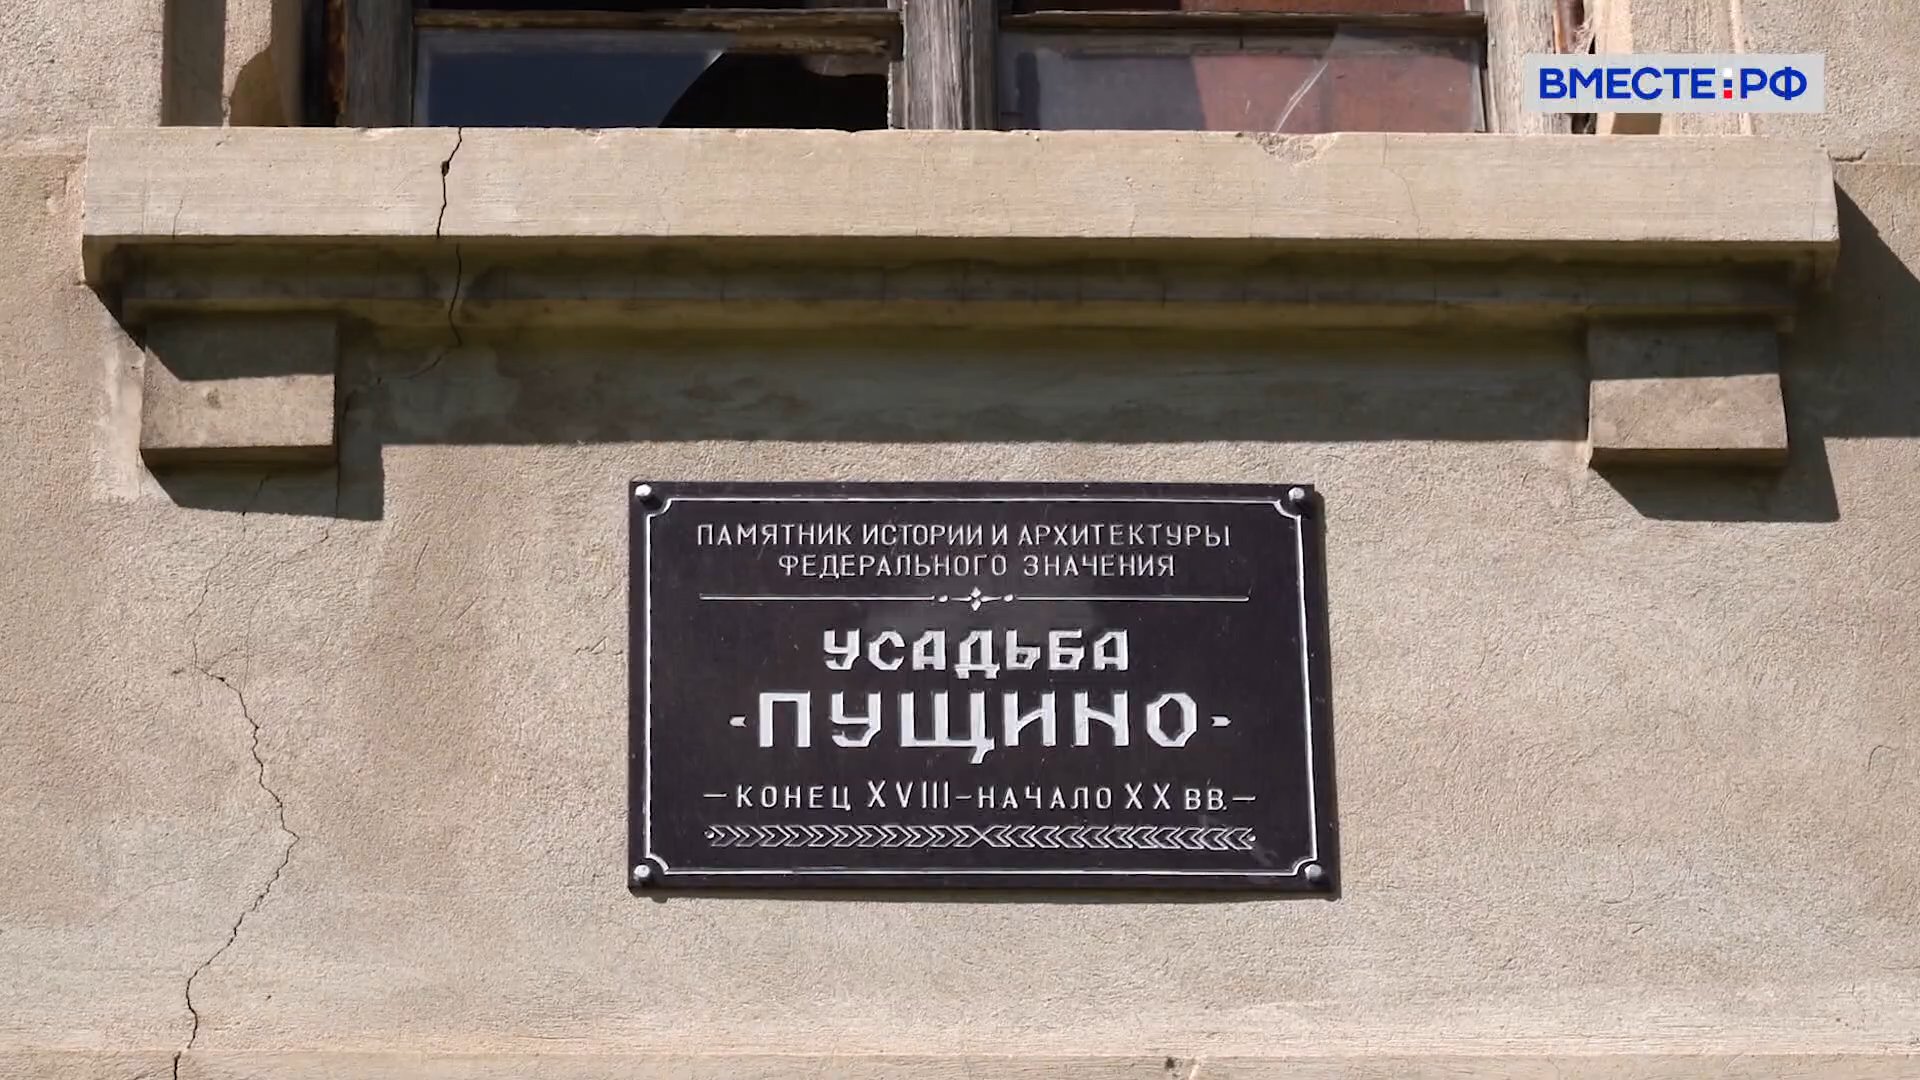 ВМЕСТЕ:РФ
ПАМЯТНИК ИСТОРИИ И АРХИТЕКТУРЫ
ФЕДЕРАЛЬНОГО ЗНАЧЕНИЯ
УСАДЬБА
-ПУЩИНО-
— КОНЕЦ XVIII – НАЧАЛО XX ВВ. —